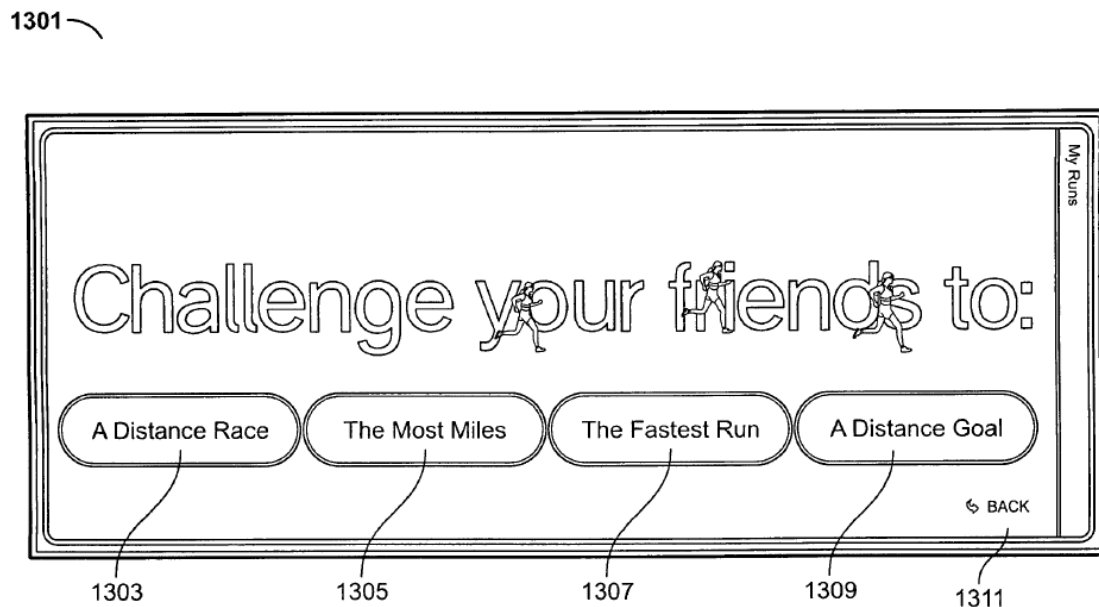 1301
My Runs
Challenge your friends to:
A Distance Race
The Most Miles
The Fastest Run
A Distance Goal
BACK
1303
1305
1307
1309
1311